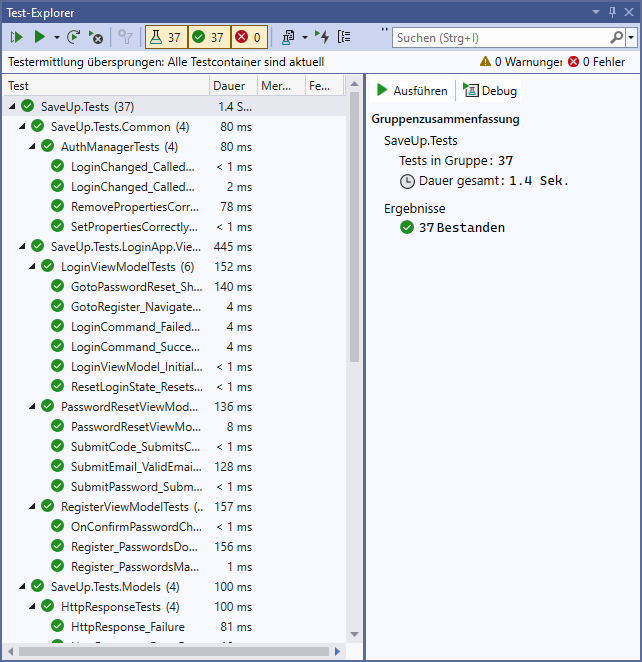 Test-Explorer
37 37 0 Suchen (Strg+I)
Testermittlung übersprungen: Alle Testcontainer sind aktuell 0 Warnunger 0 Fehler
Test Dauer Mer... Fe...
SaveUp.Tests (37) 1.4 S...
SaveUp.Tests.Common (4) 80 ms
AuthManagerTests (4) 80 ms
LoginChanged_Called... < 1 ms
LoginChanged_Called... 2 ms
RemovePropertiesCorr... 78 ms
SetPropertiesCorrectly... < 1 ms
SaveUp.Tests.LoginApp.Vie... 445 ms
LoginViewModelTests (6) 152 ms
GotoPasswordReset_Sh... 140 ms
GotoRegister_Navigate... 4 ms
LoginCommand_Failed... 4 ms
LoginCommand_Succe... 4 ms
LoginViewModel_Initial... < 1 ms
ResetLoginState_Resets... < 1 ms
PasswordResetViewMod... 136 ms
PasswordResetViewMo... 8 ms
SubmitCode_SubmitsC... < 1 ms
SubmitEmail_ValidEmai... 128 ms
SubmitPassword_Subm... < 1 ms
RegisterViewModelTests (.. 157 ms
OnConfirmPasswordCh... < 1 ms
Register_PasswordsDo... 156 ms
Register_PasswordsMa... 1 ms
SaveUp.Tests.Models (4) 100 ms
HttpResponseTests (4) 100 ms
HttpResponse_Failure 81 ms
Ausführen Debug
Gruppenzusammenfassung
SaveUp.Tests
Tests in Gruppe: 37
Dauer gesamt: 1.4 Sek.
Ergebnisse
37 Bestanden